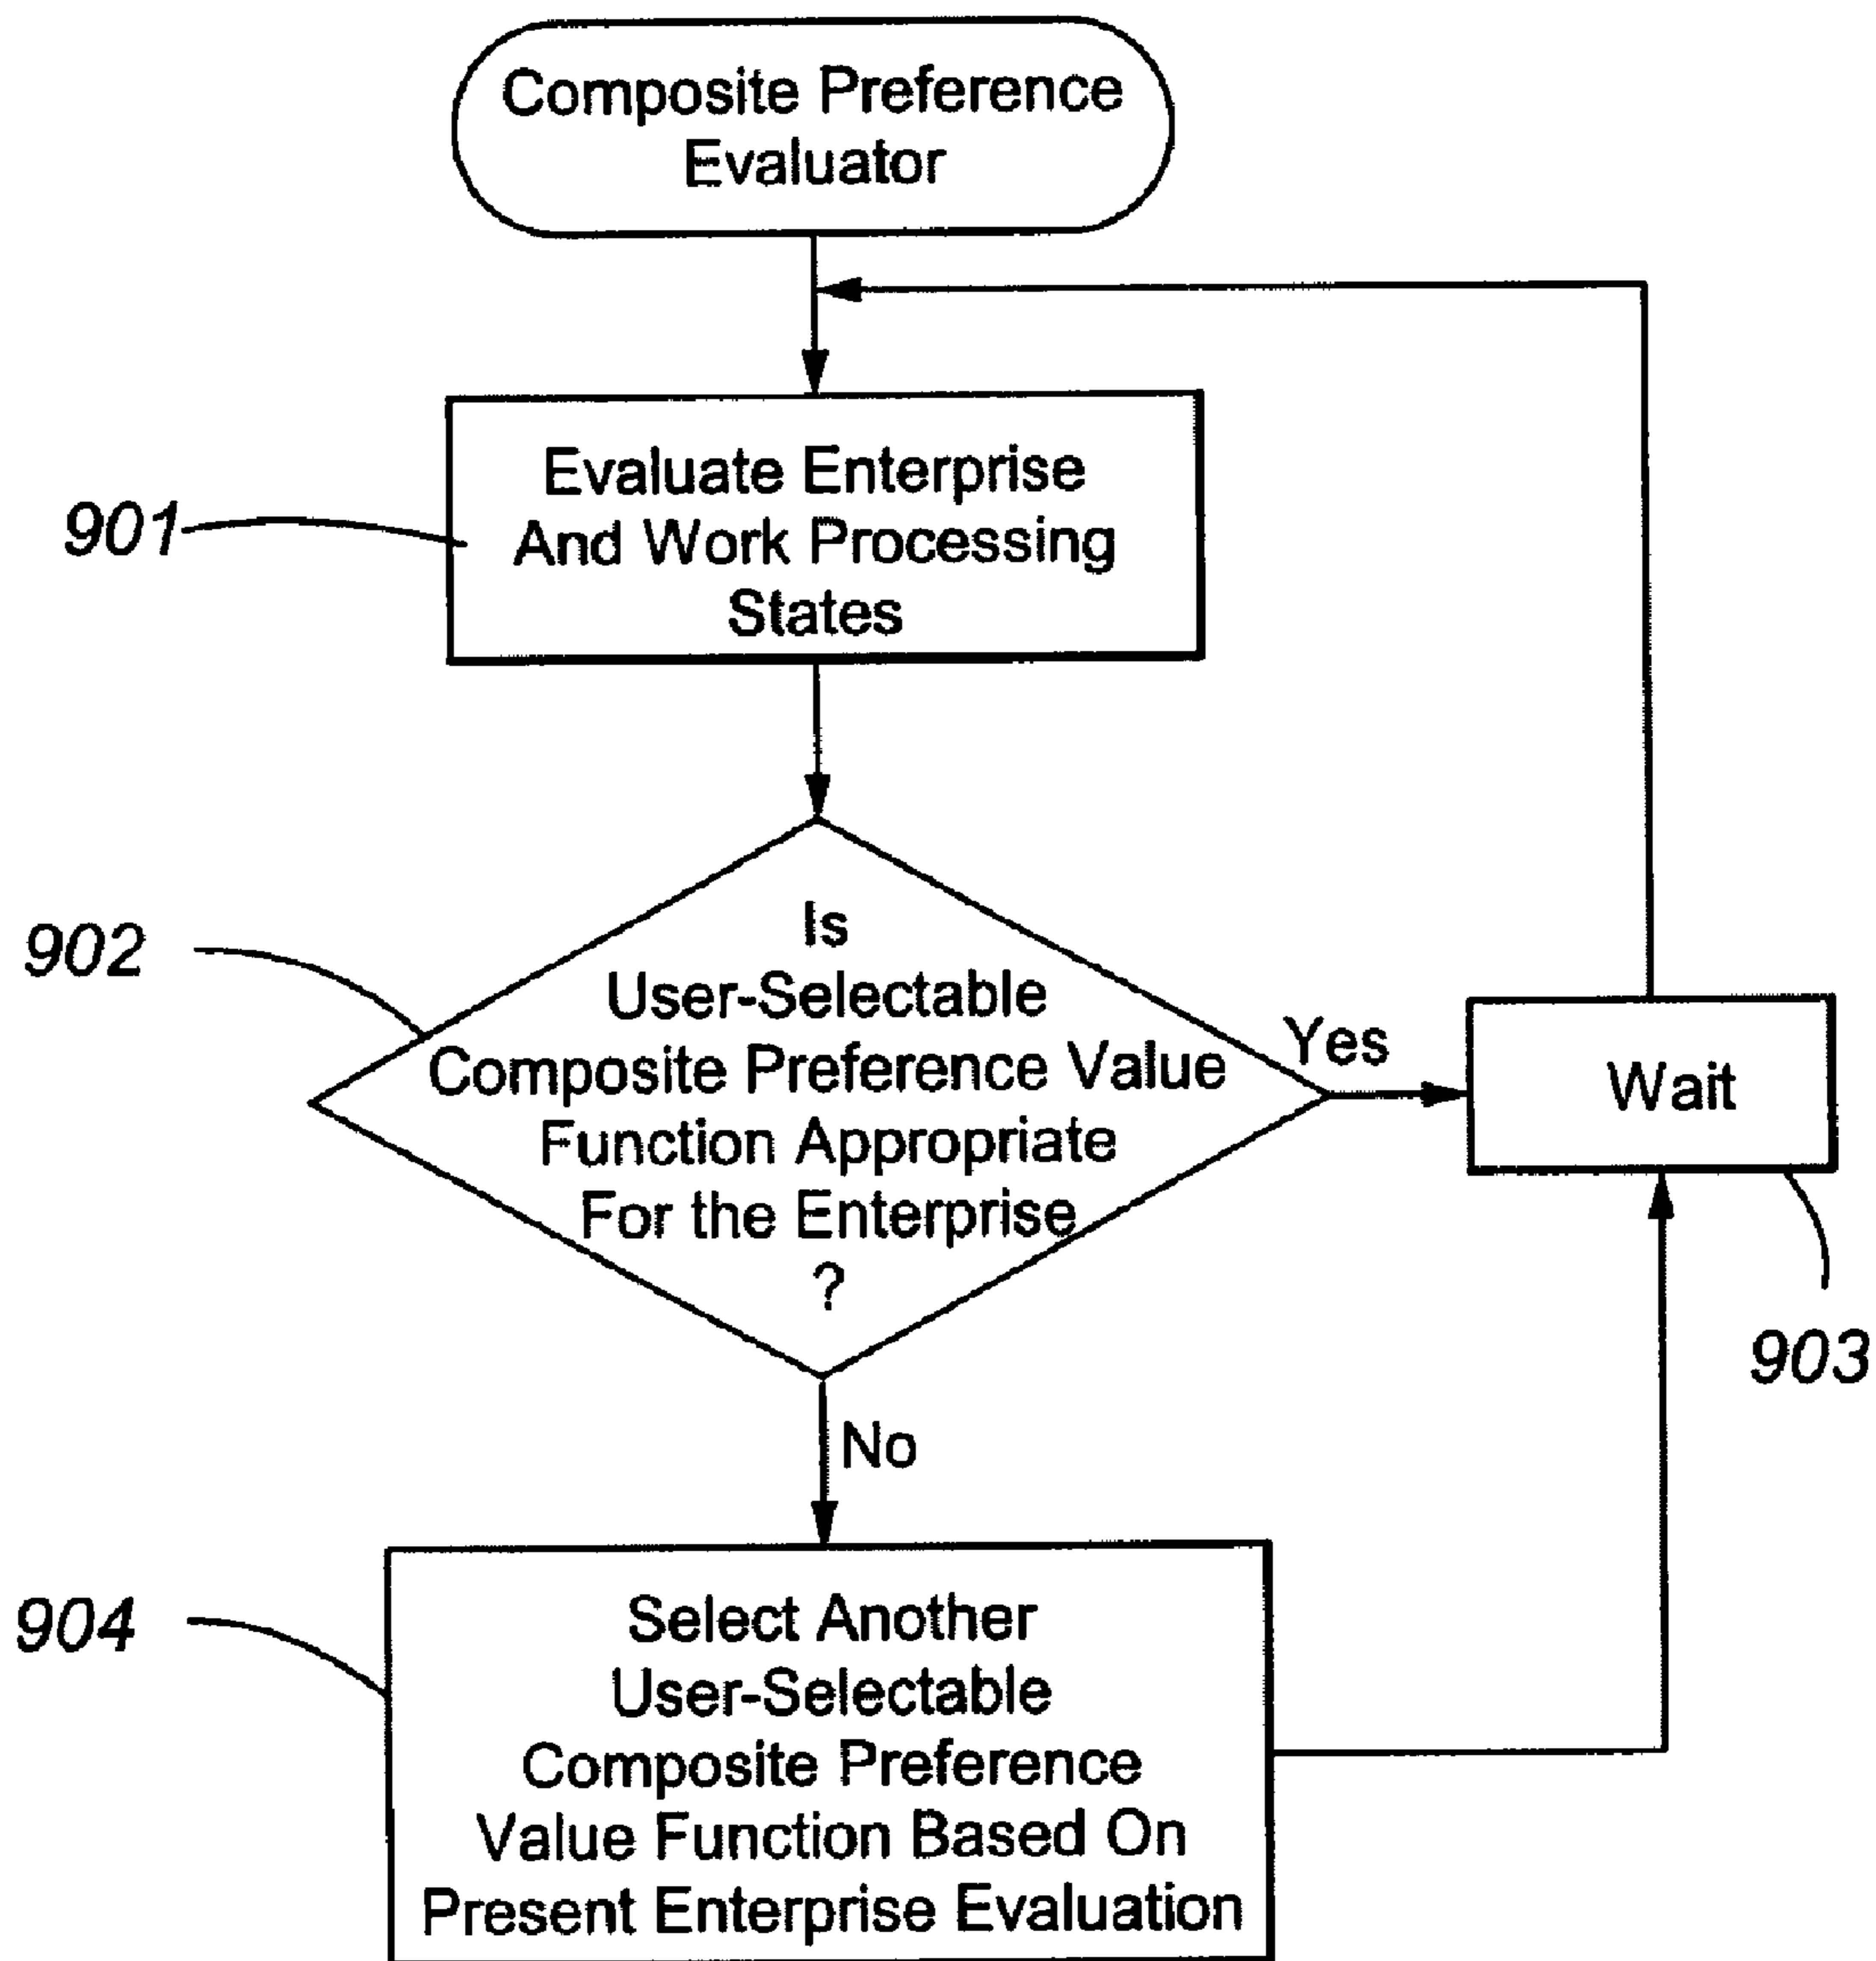 Composite Preference
Evaluator
Evaluate Enterprise
And Work Processing
States
901
Is
User-Selectable
Composite Preference Value
Function Appropriate
For the Enterprise
?
902
Yes
Wait
903
No
Select Another
User-Selectable
Composite Preference
Value Function Based On
Present Enterprise Evaluation
904